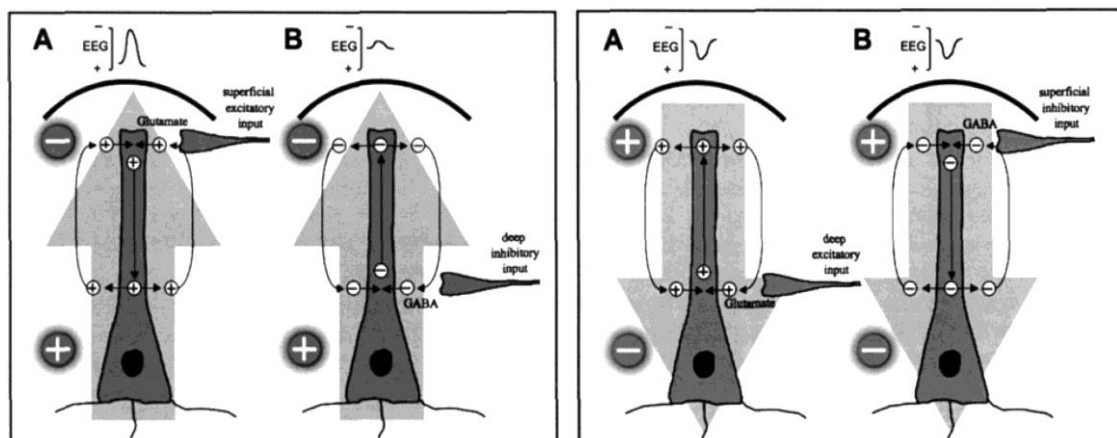 A
−
EEG
+
superficial
excitatory
input
Glutamate
−
+ + +
+
+ + +
+
B
−
EEG
+
− − −
−
− −
GABA
deep
inhibitory
input
+
A
−
EEG
+
+
+ + +
+
+ +
Glutamate
deep
excitatory
input
−
B
−
EEG
+
superficial
inhibitory
input
GABA
+
− −
−
− − −
−